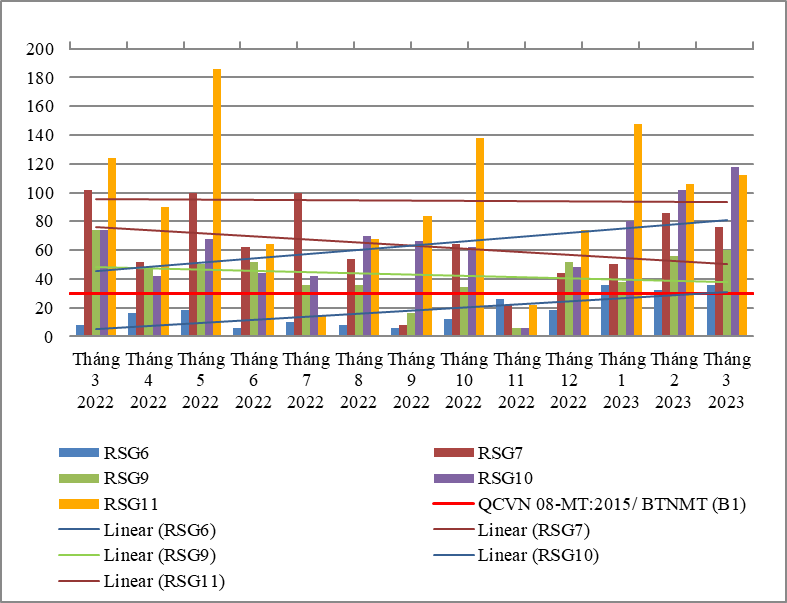 200
180
160
140
120
100
80
60
40
20
0
Tháng 3 2022
Tháng 4 2022
Tháng 5 2022
Tháng 6 2022
Tháng 7 2022
Tháng 8 2022
Tháng 9 2022
Tháng 10 2022
Tháng 11 2022
Tháng 12 2022
Tháng 1 2023
Tháng 2 2023
Tháng 3 2023
RSG6
RSG7
RSG9
RSG10
RSG11
QCVN 08-MT:2015/ BTNMT (B1)
Linear (RSG6)
Linear (RSG7)
Linear (RSG9)
Linear (RSG10)
Linear (RSG11)